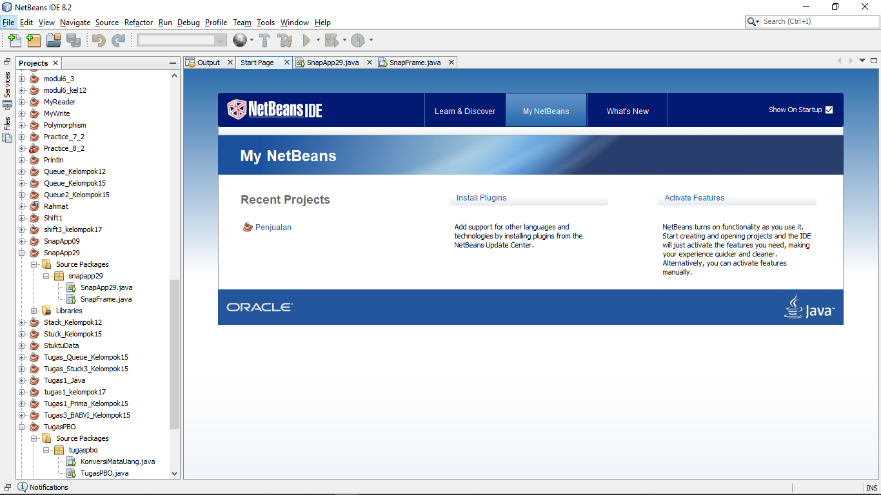 NetBeans IDE 8.2
File Edit View Navigate Source Refactor Run Debug Profile Team Tools Window Help
Search (Ctrl+I)
Projects
Output
Start Page
SnapApp29.java
SnapFrame.java
Services
Files
modul6_3
modul6_kel12
MyReader
MyWrite
Polymorphism
Practice_7_2
Practice_8_2
Println
Queue_Kelompok12
Queue_Kelompok15
Queue2_Kelompok15
Rahmat
Shift1
shift3_kelompok17
SnapApp09
SnapApp29
Source Packages
snapapp29
SnapApp29.java
SnapFrame.java
Libraries
Stack_Kelompok12
Stuck_Kelompok15
StuktuData
Tugas_Queue_Kelompok15
Tugas_Stuck3_Kelompok15
Tugas1_Java
tugas1_kelompok17
Tugas1_Prima_Kelompok15
Tugas3_BABVI_Kelompok15
TugasPBO
Source Packages
tugaspbo
KonversiMataUang.java
TugasPBO.java
NetBeans IDE
Learn & Discover
My NetBeans
What's New
Show On Startup
My NetBeans
Recent Projects
Penjualan
Install Plugins
Add support for other languages and
technologies by installing plugins from the
NetBeans Update Center.
Activate Features
NetBeans turns on functionality as you use it.
Start creating and opening projects and the IDE
will just activate the features you need, making
your experience quicker and cleaner.
Alternatively, you can activate features
manually.
ORACLE
Java
Notifications
INS